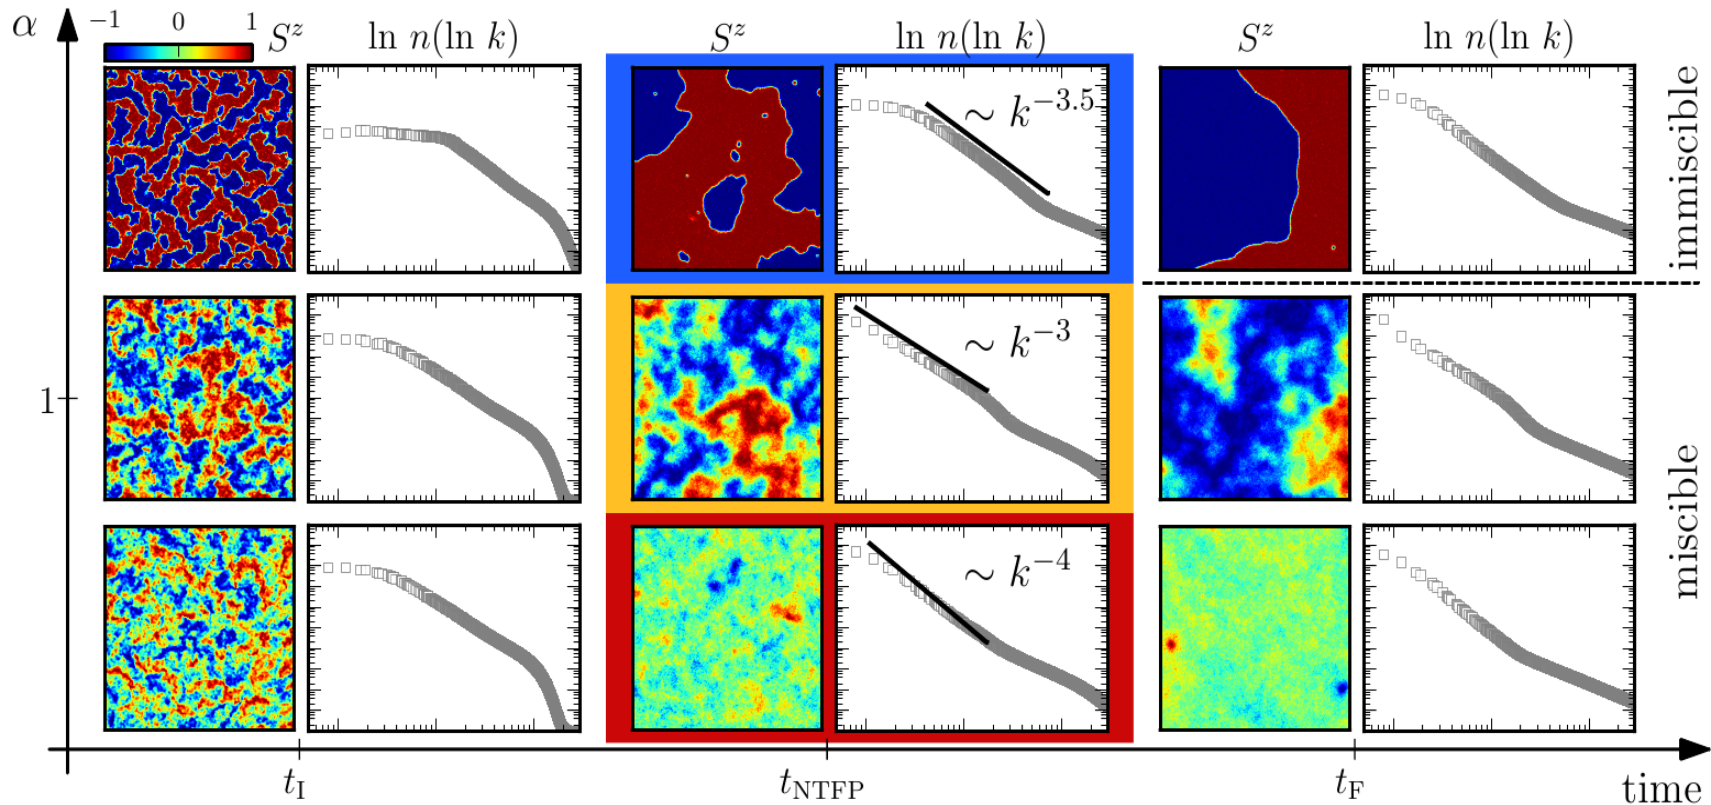 α
−1 0 1
S^z ln n(ln k) S^z ln n(ln k) S^z ln n(ln k)
∼ k^−3.5
immiscible
∼ k^−3
1
miscible
∼ k^−4
t_I t_NTFP t_F time